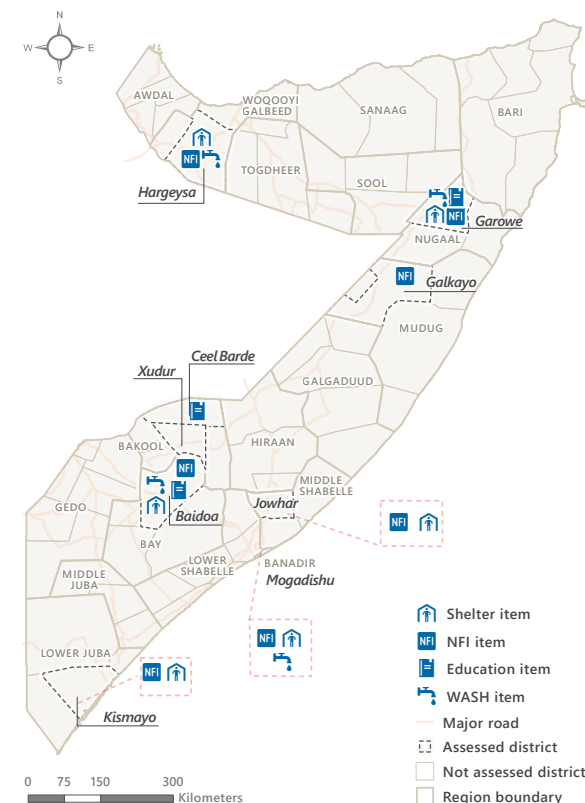 N
W E
S
AWDAL
WOQOOYI
GALBEED
SANAAG
BARI
TOGDHEER
SOOL
NFI
Hargeysa
NFI
Garowe
NUGAAL
NFI
Galkayo
MUDUG
Ceel Barde
Xudur
GALGADUUD
BAKOOL
HIRAAN
NFI
MIDDLE
SHABELLE
GEDO
Baidoa
Jowhar
NFI
BAY
LOWER
SHABELLE
BANADIR
Mogadishu
MIDDLE
JUBA
NFI
LOWER JUBA
NFI
Kismayo
Shelter item
NFI NFI item
Education item
WASH item
Major road
Assessed district
Not assessed district
Region boundary
0 75 150 300
Kilometers